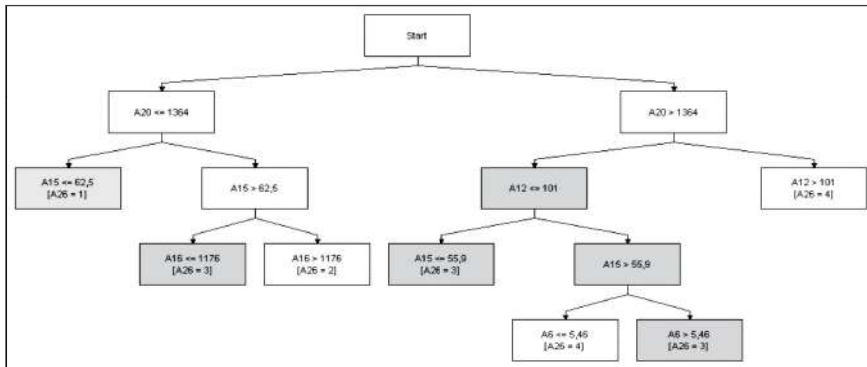 Start
A20 <= 1364
A20 > 1364
A15 <= 62,5
[A26 = 1]
A15 > 62,5
A12 <= 101
A12 > 101
[A26 = 4]
A16 <= 1176
[A26 = 3]
A16 > 1176
[A26 = 2]
A15 <= 55,9
[A26 = 3]
A15 > 55,9
A6 <= 5,46
[A26 = 4]
A6 > 5,46
[A26 = 3]